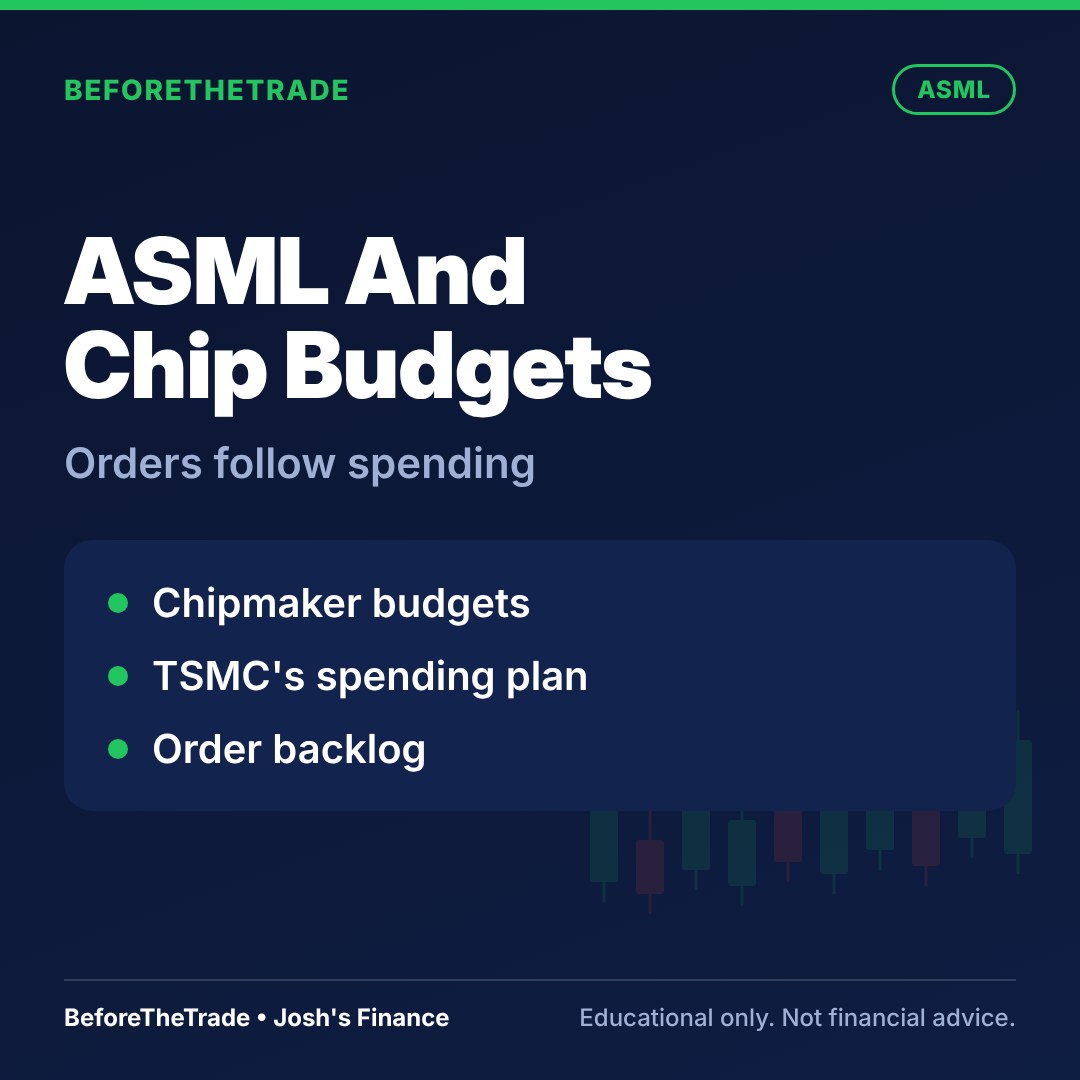 BEFORETHETRADE
ASML
ASML And
Chip Budgets
Orders follow spending
Chipmaker budgets
TSMC's spending plan
Order backlog
BeforeTheTrade • Josh's Finance
Educational only. Not financial advice.